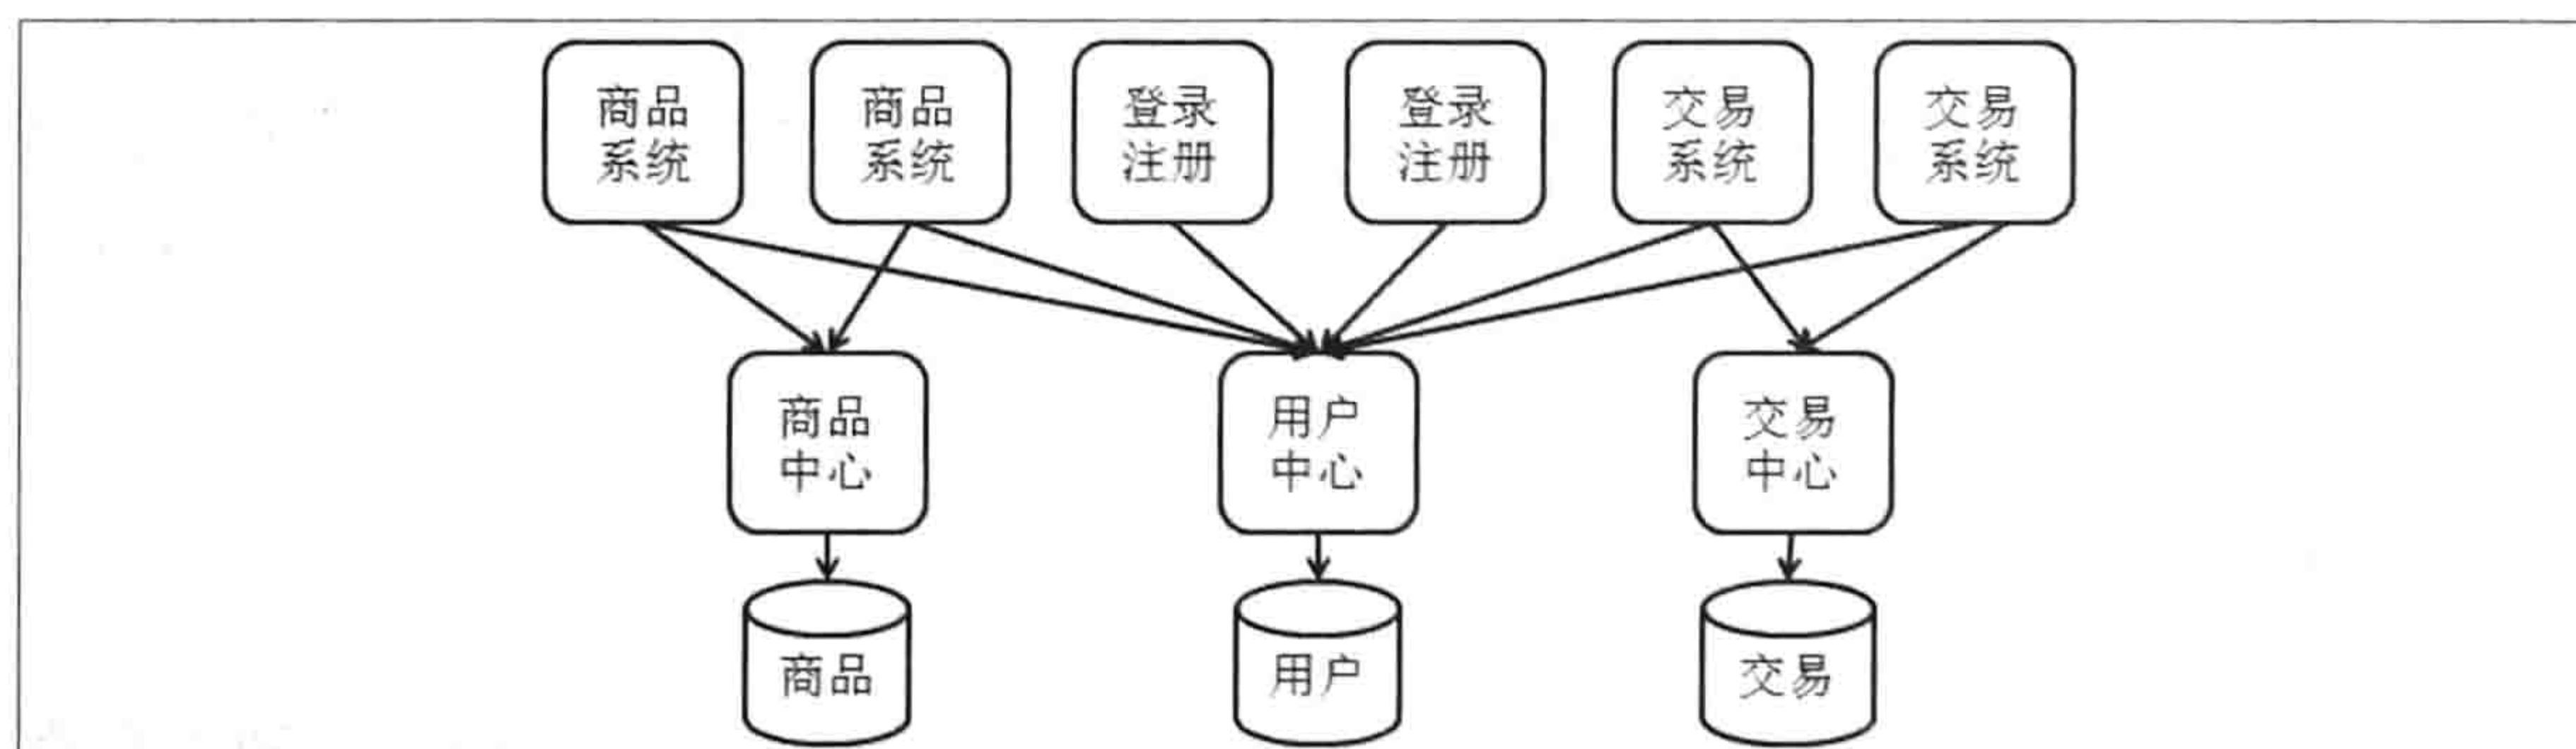 商品
系统
商品
系统
登录
注册
登录
注册
交易
系统
交易
系统
商品
中心
用户
中心
交易
中心
商品
用户
交易